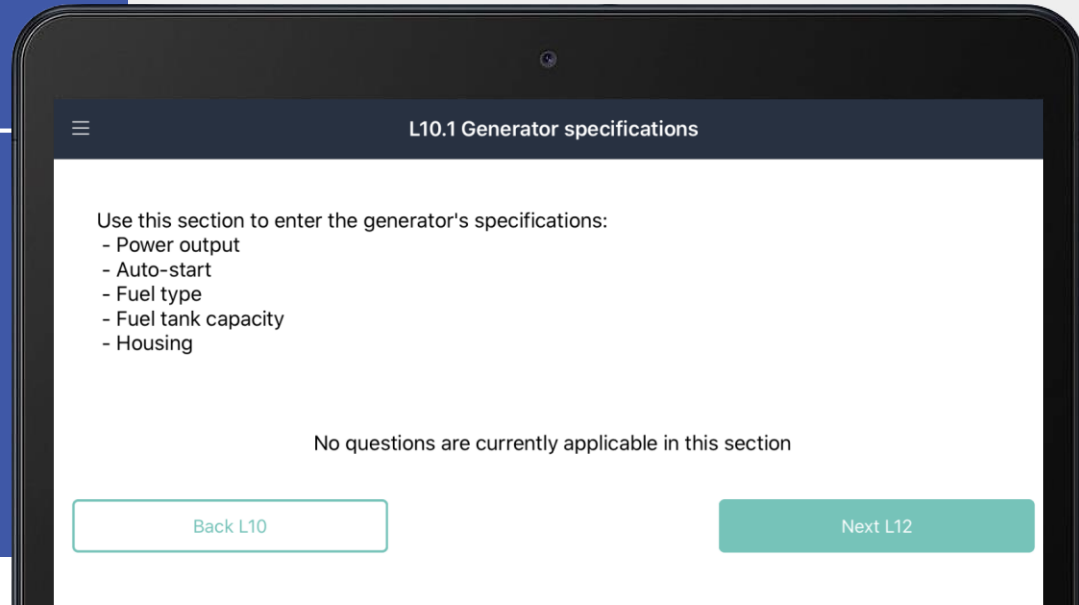 L10.1 Generator specifications
Use this section to enter the generator's specifications:
- Power output
- Auto-start
- Fuel type
- Fuel tank capacity
- Housing
No questions are currently applicable in this section
Back L10
Next L12